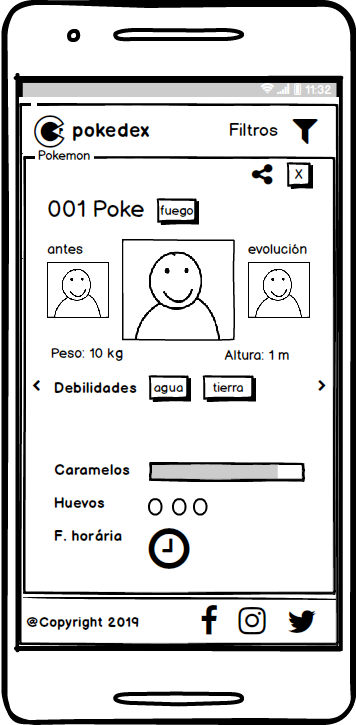 11:32
pokedex
Filtros
Pokemon
X
001 Poke
fuego
antes
evolución
Peso: 10 kg
Altura: 1 m
Debilidades
agua
tierra
Caramelos
Huevos
F. horária
@Copyright 2019